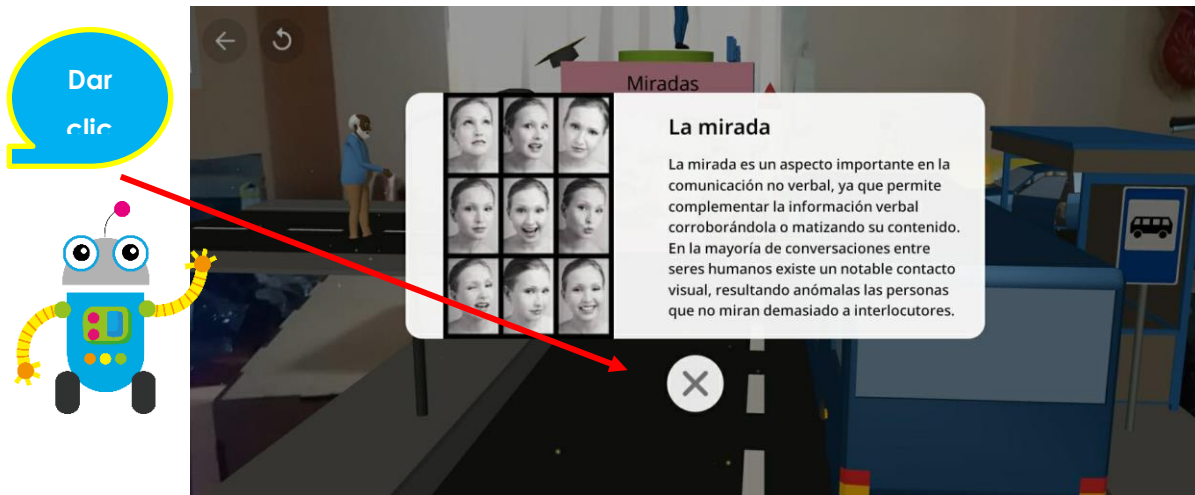 Dar
clic
Miradas
La mirada
La mirada es un aspecto importante en la
comunicación no verbal, ya que permite
complementar la información verbal
corroborándola o matizando su contenido.
En la mayoría de conversaciones entre
seres humanos existe un notable contacto
visual, resultando anómalas las personas
que no miran demasiado a interlocutores.